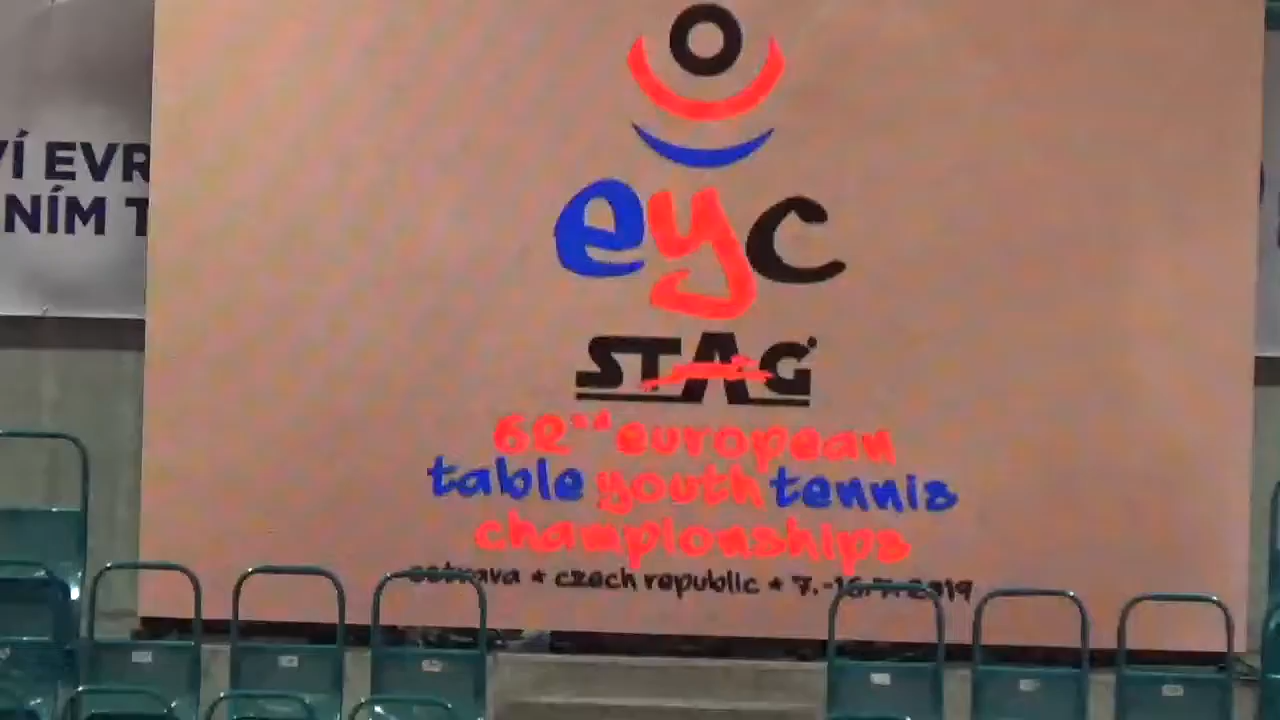 VÍ EVR
NÍM T
eyc
STAG
62nd european
table youth tennis
championships
ostrava * czech republic * 7.-16.7.2019